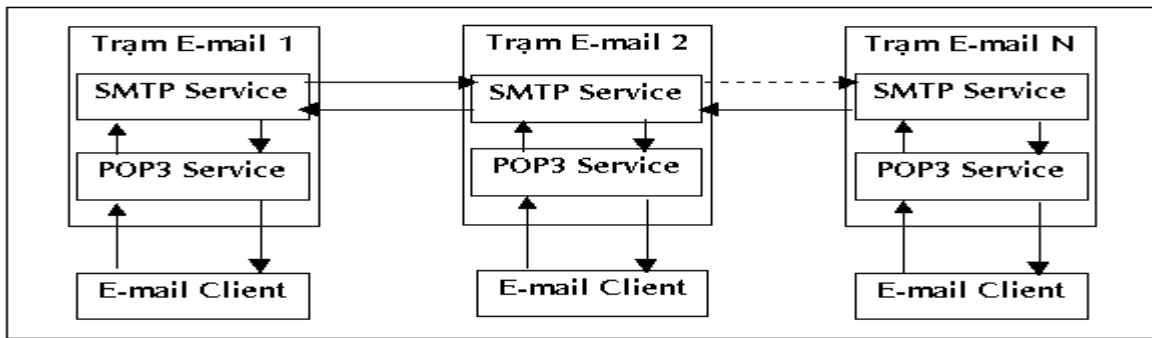 Trạm E-mail 1
SMTP Service
POP3 Service
E-mail Client
Trạm E-mail 2
SMTP Service
POP3 Service
E-mail Client
Trạm E-mail N
SMTP Service
POP3 Service
E-mail Client